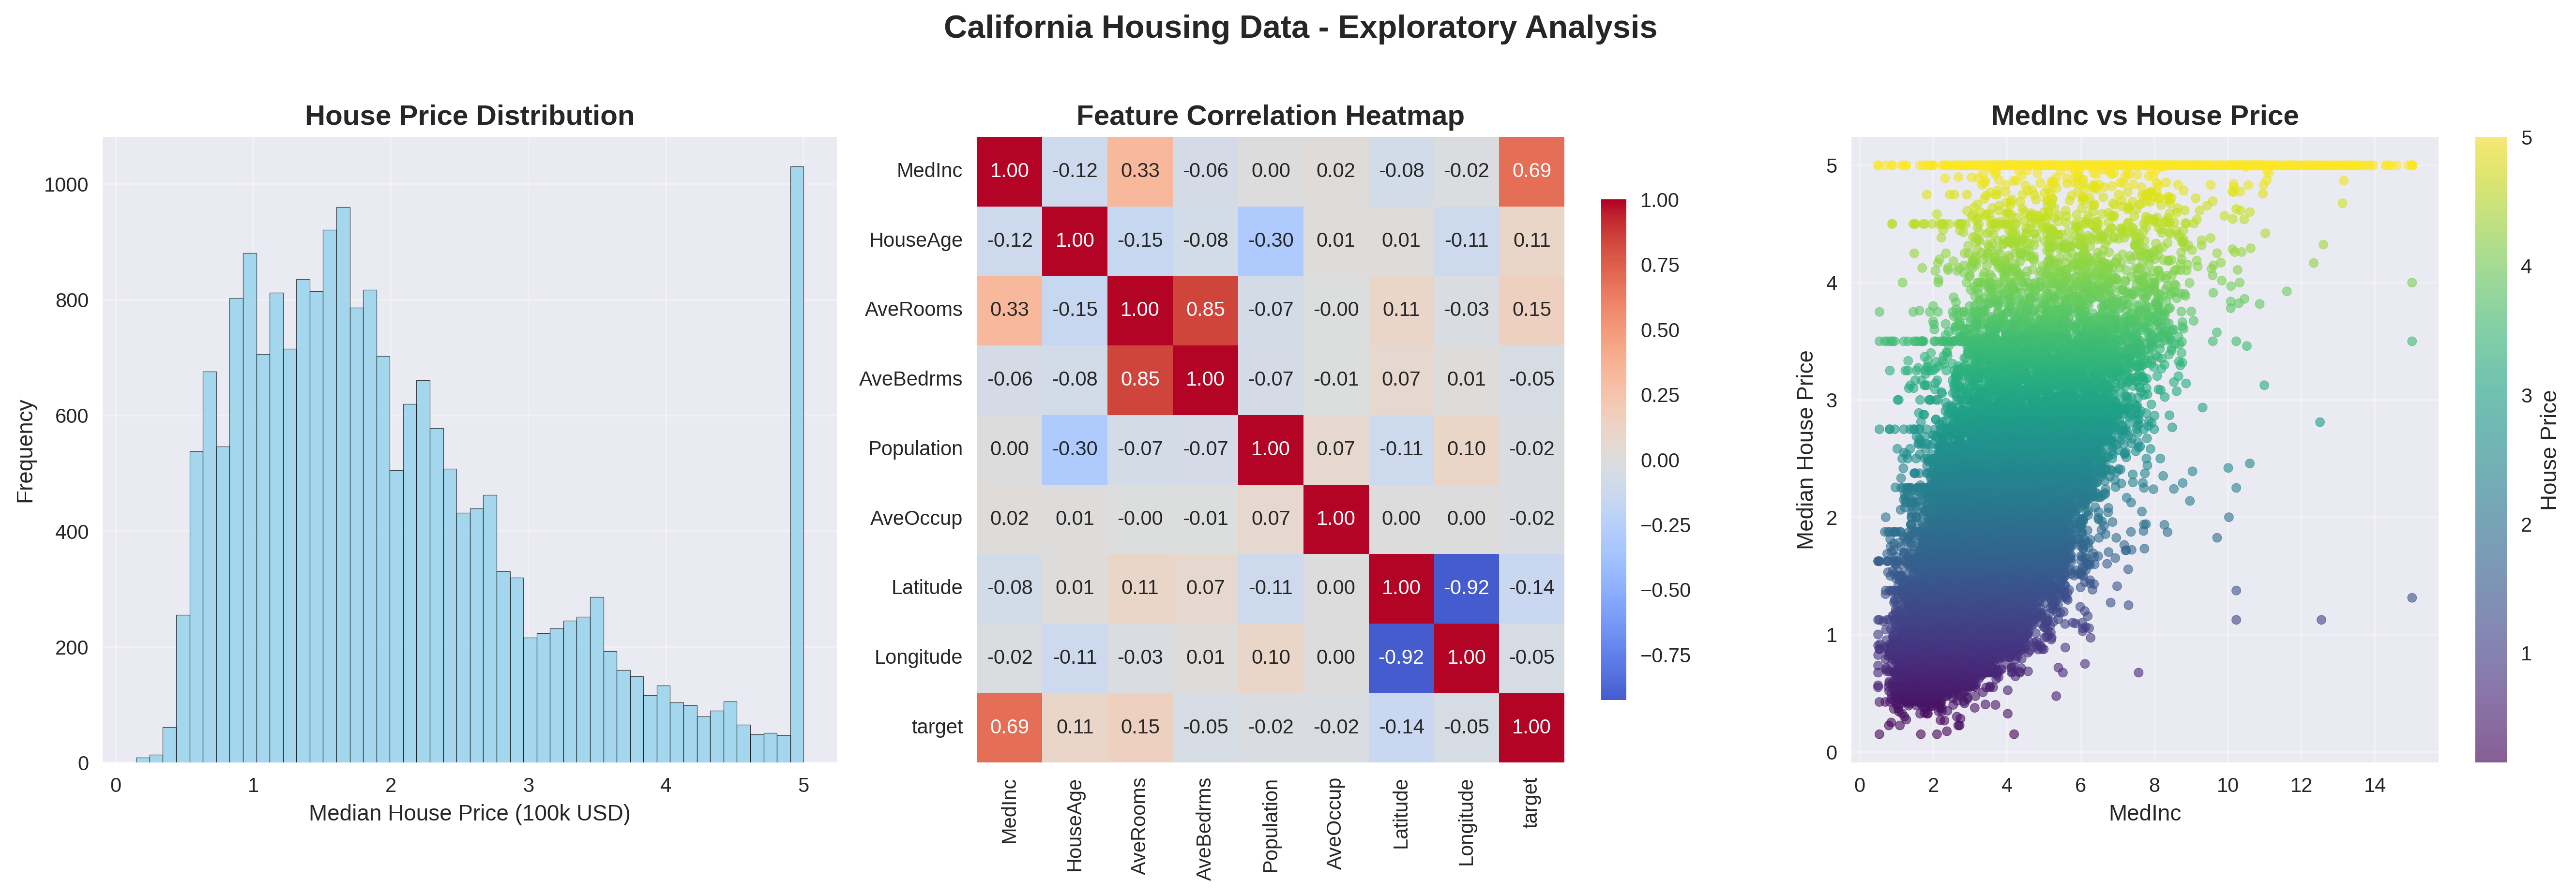 California Housing Data - Exploratory Analysis
House Price Distribution
1000
800
600
400
200
0
0 1 2 3 4 5
Frequency
Median House Price (100k USD)
Feature Correlation Heatmap
MedInc 1.00 -0.12 0.33 -0.06 0.00 0.02 -0.08 -0.02 0.69
HouseAge -0.12 1.00 -0.15 -0.08 -0.30 0.01 0.01 -0.11 0.11
AveRooms 0.33 -0.15 1.00 0.85 -0.07 -0.00 0.11 -0.03 0.15
AveBedrms -0.06 -0.08 0.85 1.00 -0.07 -0.01 0.07 0.01 -0.05
Population 0.00 -0.30 -0.07 -0.07 1.00 0.07 -0.11 0.10 -0.02
AveOccup 0.02 0.01 -0.00 -0.01 0.07 1.00 0.00 0.00 -0.02
Latitude -0.08 0.01 0.11 0.07 -0.11 0.00 1.00 -0.92 -0.14
Longitude -0.02 -0.11 -0.03 0.01 0.10 0.00 -0.92 1.00 -0.05
target 0.69 0.11 0.15 -0.05 -0.02 -0.02 -0.14 -0.05 1.00
MedInc HouseAge AveRooms AveBedrms Population AveOccup Latitude Longitude target
1.00
0.75
0.50
0.25
0.00
−0.25
−0.50
−0.75
MedInc vs House Price
5
4
3
2
1
0
0 2 4 6 8 10 12 14
Median House Price
MedInc
5
4
3
2
1
House Price